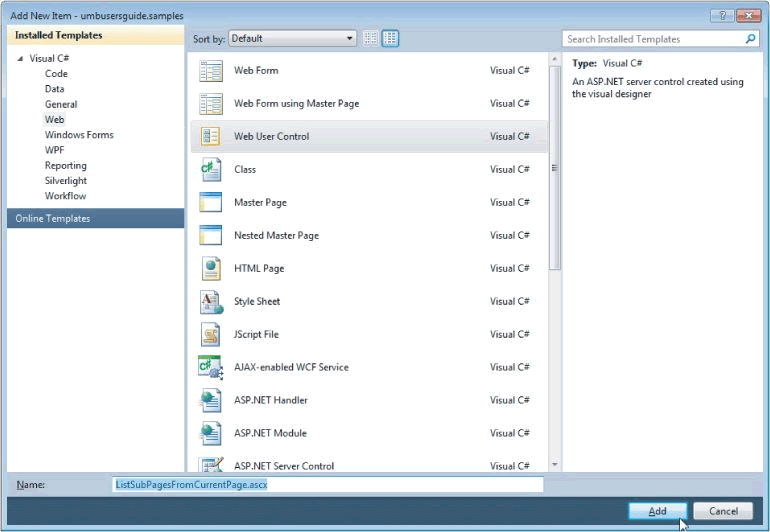 Add New Item - umbusersguide.samples
Installed Templates
Visual C#
Code
Data
General
Web
Windows Forms
WPF
Reporting
Silverlight
Workflow
Online Templates
Sort by: Default
Web Form Visual C#
Web Form using Master Page Visual C#
Web User Control Visual C#
Class Visual C#
Master Page Visual C#
Nested Master Page Visual C#
HTML Page Visual C#
Style Sheet Visual C#
JScript File Visual C#
AJAX-enabled WCF Service Visual C#
ASP.NET Handler Visual C#
ASP.NET Module Visual C#
ASP.NET Server Control Visual C#
Search Installed Templates
Type: Visual C#
An ASP.NET server control created using
the visual designer
Name: ListSubPagesFromCurrentPage.ascx
Add Cancel